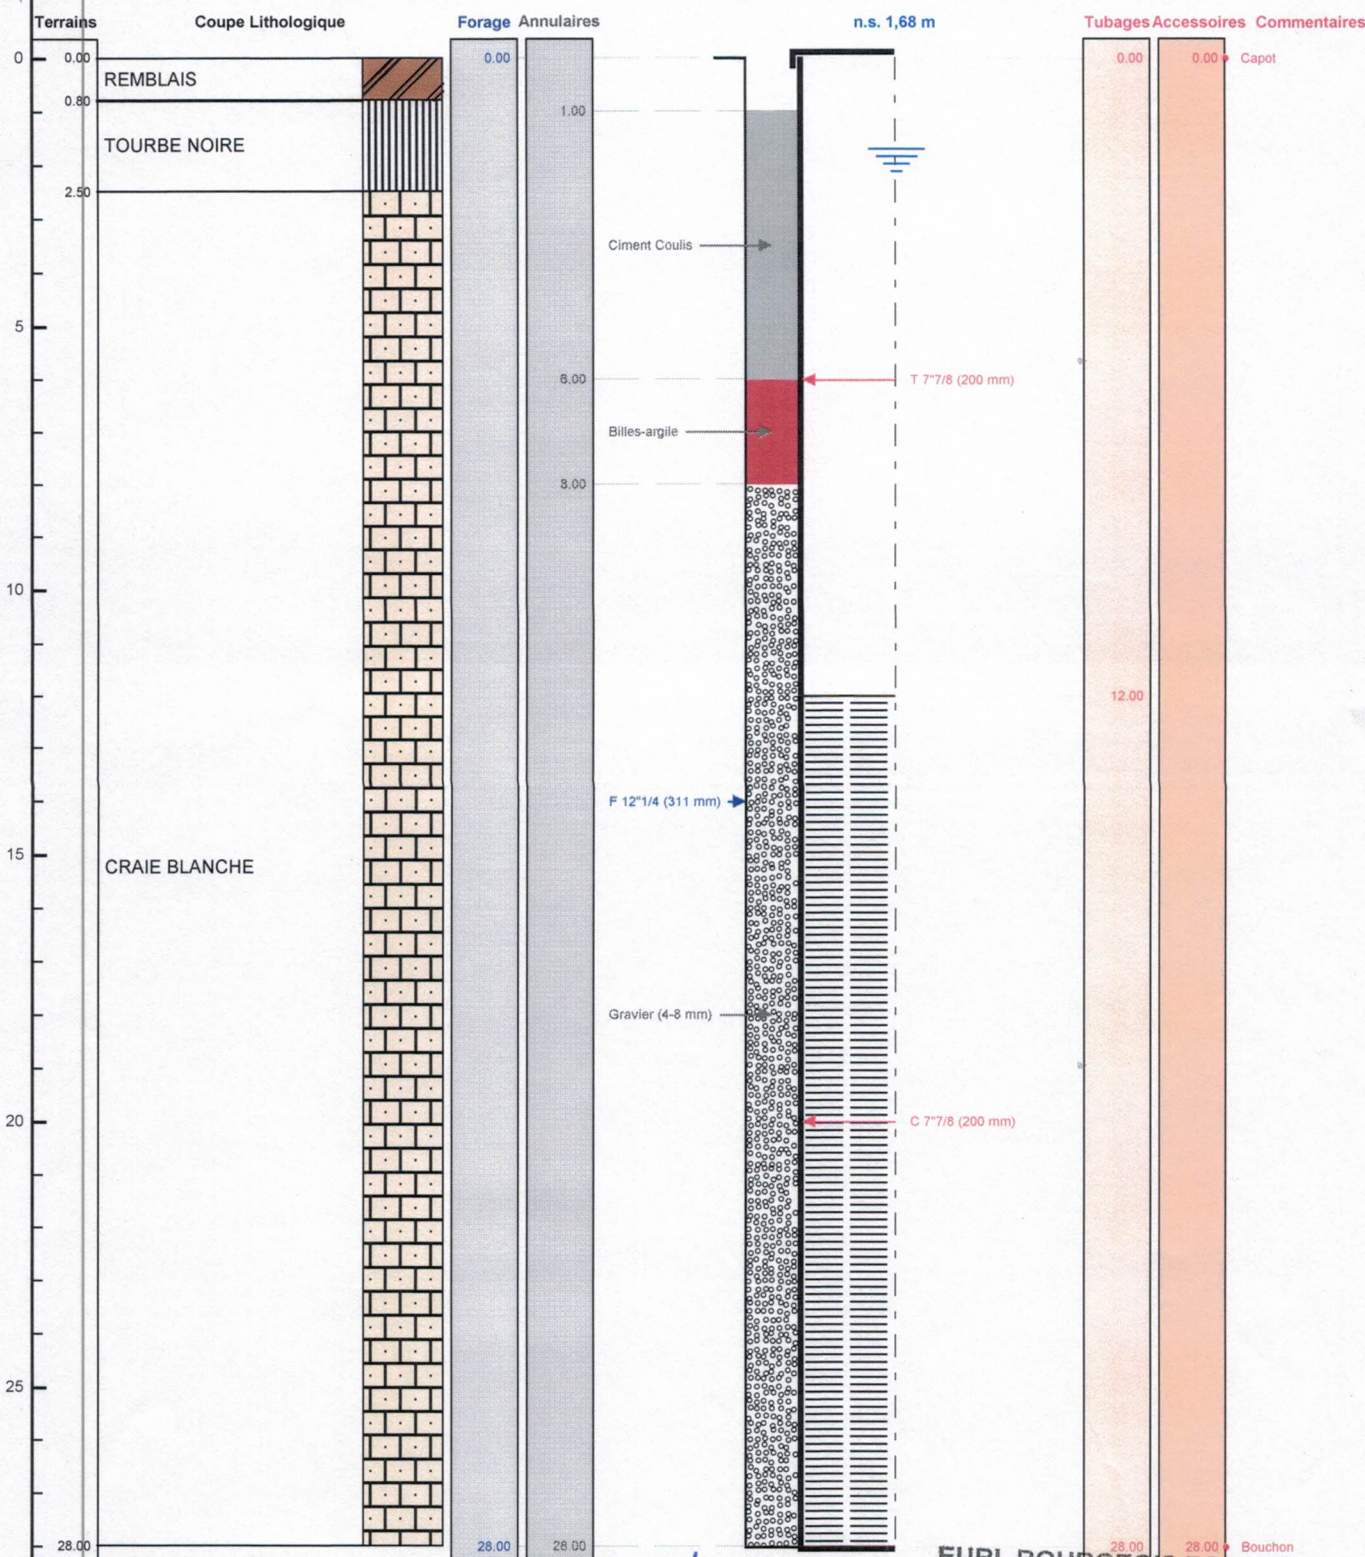 Terrains Coupe Lithologique Forage Annulaires n.s. 1,68 m Tubages Accessoires Commentaires
0 0.00 0.00 0.00 0.00 Capot
REMBLAIS
0.80
1.00
TOURBE NOIRE
2.50
Ciment Coulis
5
6.00 T 7"7/8 (200 mm)
Billes-argile
8.00
10
12.00
F 12"1/4 (311 mm)
15
CRAIE BLANCHE
Gravier (4-8 mm)
20 C 7"7/8 (200 mm)
25
28.00 28.00 28.00 28.00 28.00 Bouchon
EURL BOURGEOIS